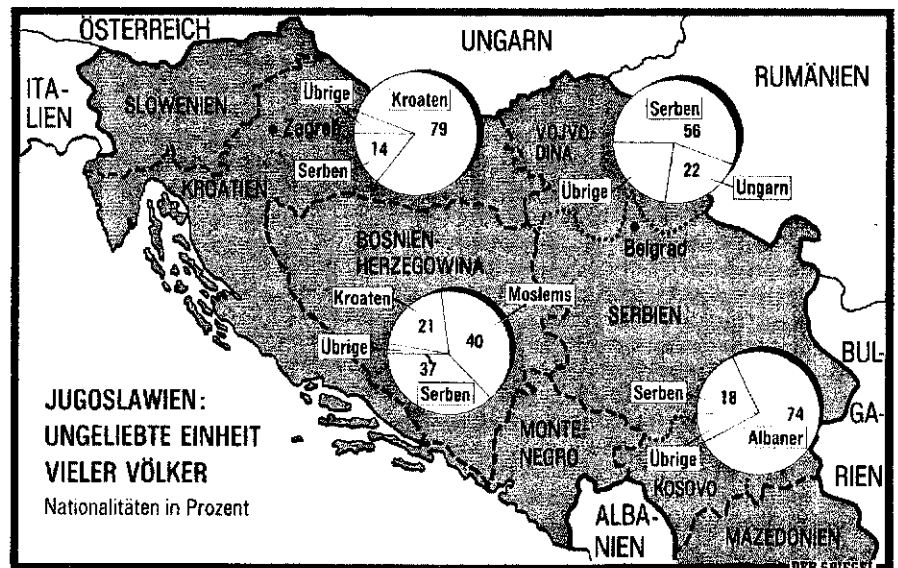 ÖSTERREICH
UNGARN
RUMÄNIEN
ITA-
LIEN
SLOWENIEN
Zagreb
KROATIEN
Übrige
Kroaten
79
14
Serben
VOJVO-
DINA
Serben
56
22
Übrige
Ungarn
Belgrad
BOSNIEN-
HERZEGOWINA
Kroaten
Moslems
21
40
Übrige
37
Serben
SERBIEN
BUL-
GA-
RIEN
Serben
18
74
Albaner
Übrige
KOSOVO
MONTE-
NEGRO
ALBA-
NIEN
MAZEDONIEN
JUGOSLAWIEN:
UNGELIEBTE EINHEIT
VIELER VÖLKER
Nationalitäten in Prozent
DER SPIEGEL